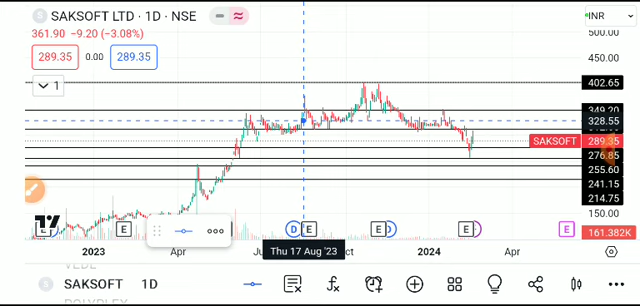 SAKSOFT LTD · 1D · NSE
INR
361.90 -9.20 (-3.08%)
500.00
289.35 0.00 289.35
450.00
1
402.65
349.20
328.55
SAKSOFT 289.35
276.85
255.60
241.15
214.75
150.00
E E D E E D E E
161.382K
Thu 17 Aug '23
2023 Apr Oct 2024 Apr
SAKSOFT 1D